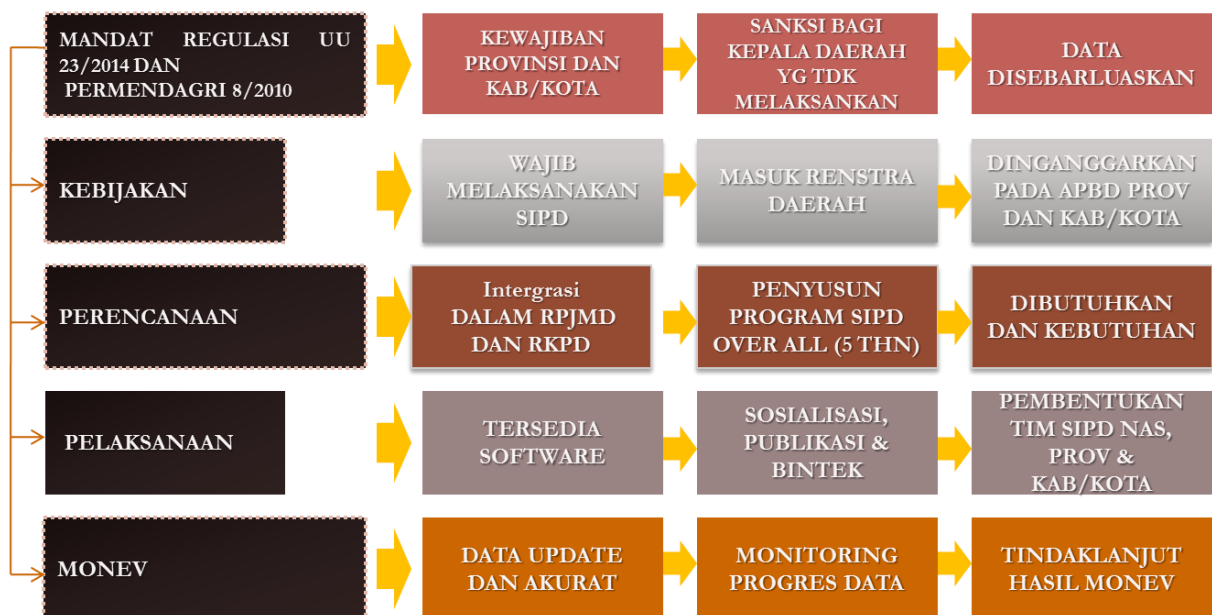 MANDAT REGULASI UU
23/2014 DAN
PERMENDAGRI 8/2010
KEWAJIBAN
PROVINSI DAN
KAB/KOTA
SANKSI BAGI
KEPALA DAERAH
YG TDK
MELAKSANKAN
DATA
DISEBARLUASKAN
KEBIJAKAN
WAJIB
MELAKSANAKAN
SIPD
MASUK RENSTRA
DAERAH
DINGANGGARKAN
PADA APBD PROV
DAN KAB/KOTA
PERENCANAAN
Intergrasi
DALAM RPJMD
DAN RKPD
PENYUSUN
PROGRAM SIPD
OVER ALL (5 THN)
DIBUTUHKAN
DAN KEBUTUHAN
PELAKSANAAN
TERSEDIA
SOFTWARE
SOSIALISASI,
PUBLIKASI &
BINTEK
PEMBENTUKAN
TIM SIPD NAS,
PROV &
KAB/KOTA
MONEV
DATA UPDATE
DAN AKURAT
MONITORING
PROGRES DATA
TINDAKLANJUT
HASIL MONEV